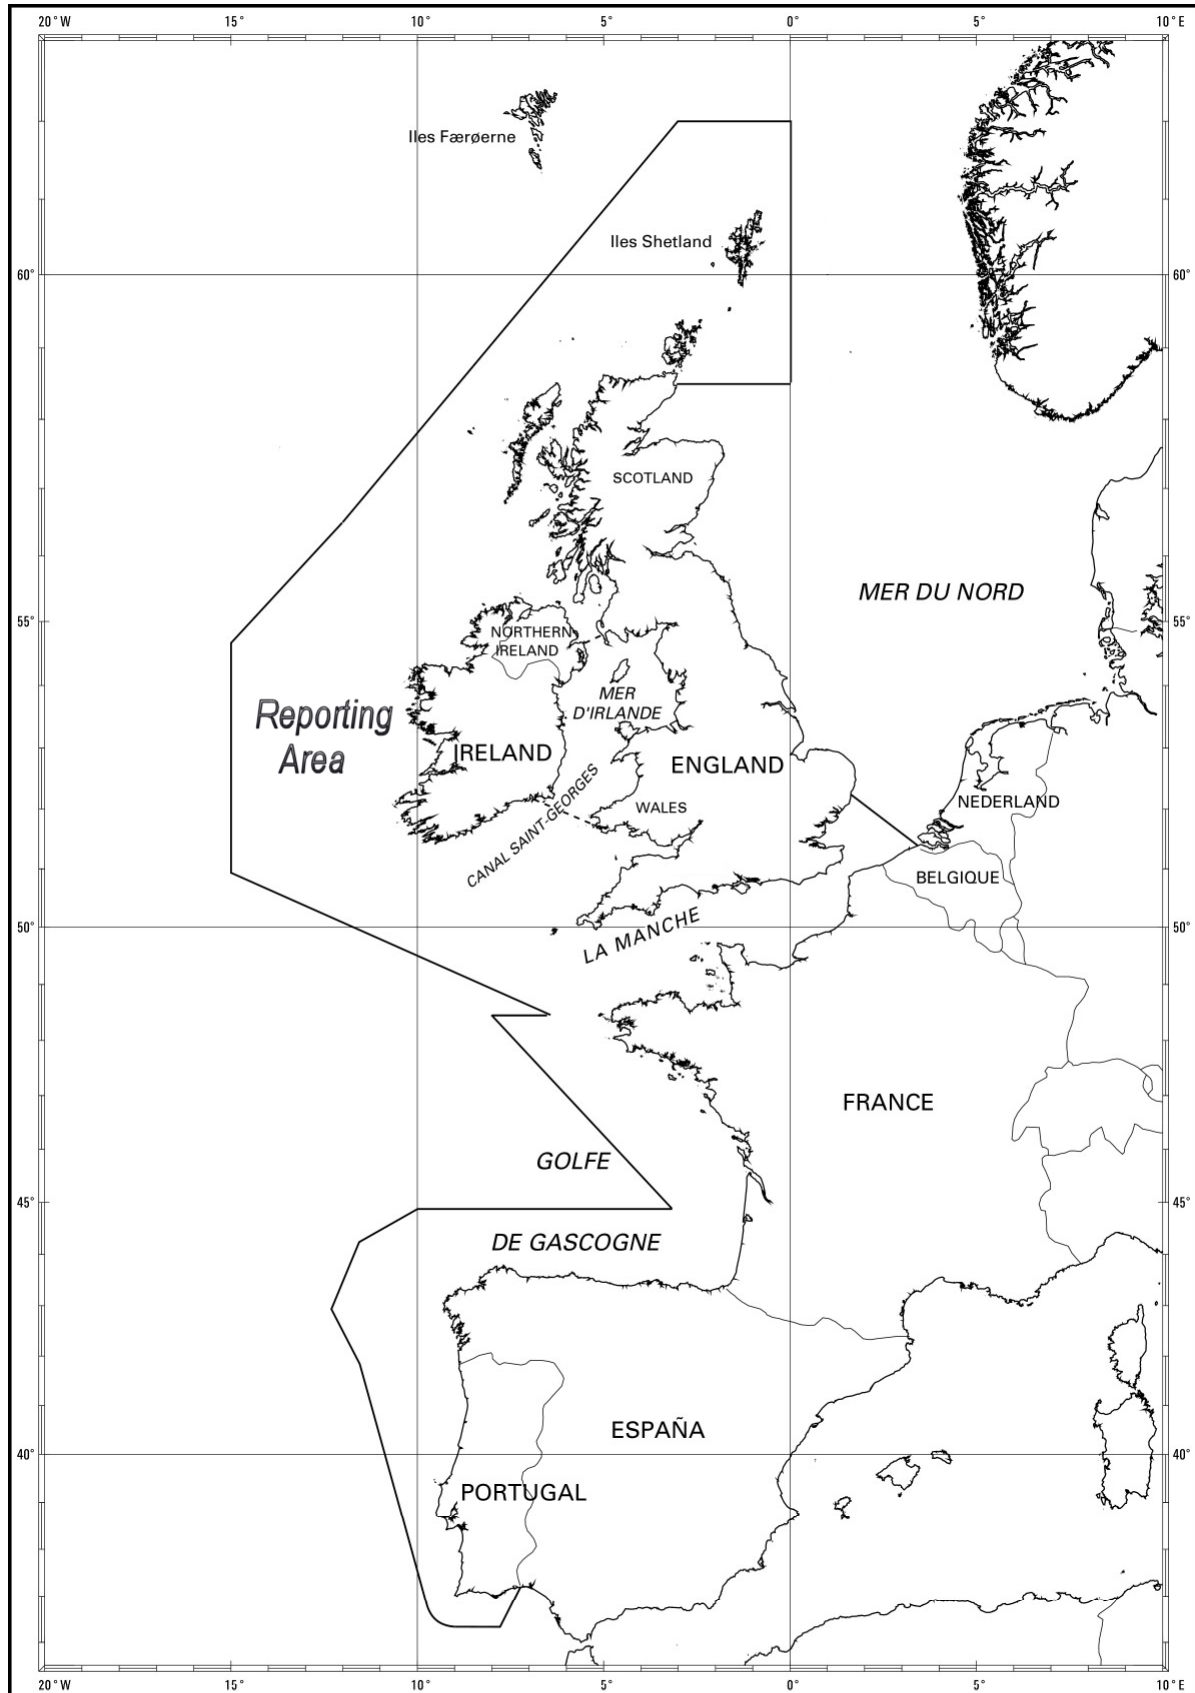 20° W 15° 10° 5° 0° 5° 10° E
Iles Færøerne
Iles Shetland
60° 60°
SCOTLAND
MER DU NORD
55° 55°
NORTHERN
IRELAND
MER
D'IRLANDE
Reporting
Area
IRELAND
ENGLAND
NEDERLAND
WALES
CANAL SAINT-GEORGES
BELGIQUE
50° 50°
LA MANCHE
FRANCE
GOLFE
45° 45°
DE GASCOGNE
ESPAÑA
40° 40°
PORTUGAL
20° W 15° 10° 5° 0° 5° 10° E